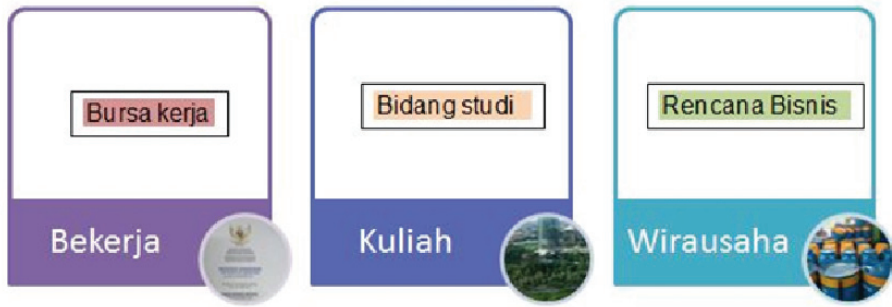 Bursa kerja
Bidang studi
Rencana Bisnis
Bekerja
Kuliah
Wirausaha